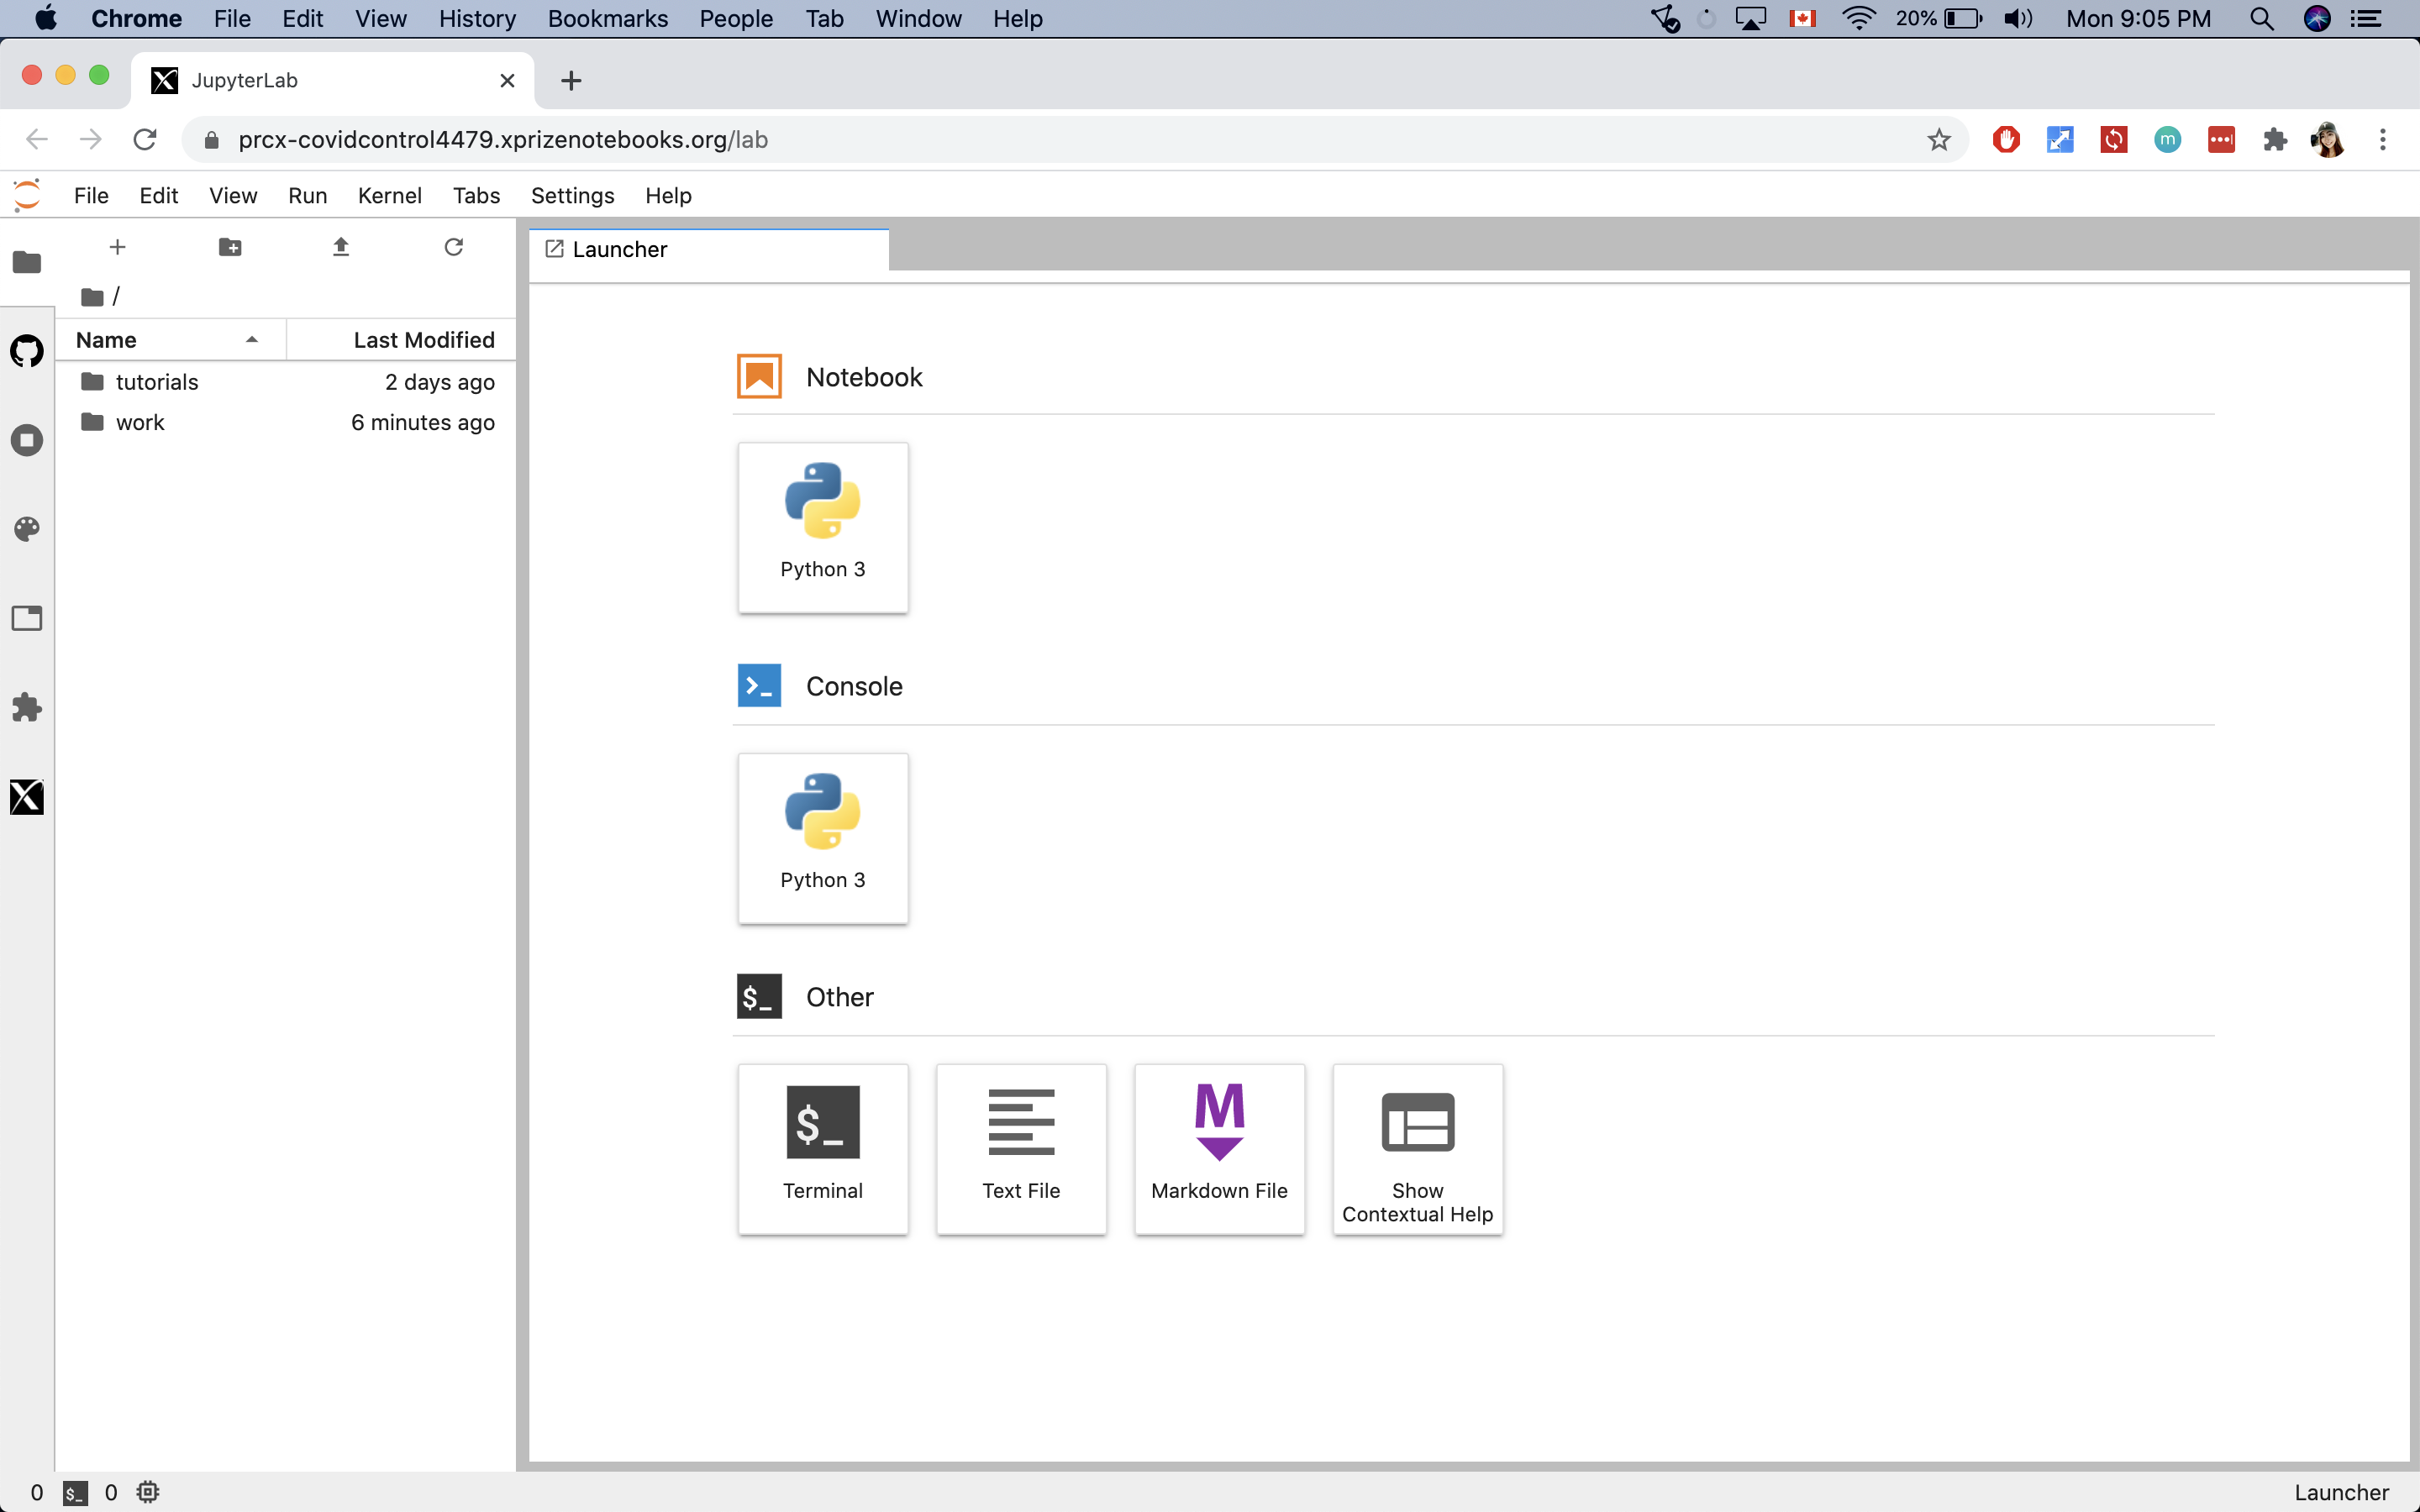 Chrome File Edit View History Bookmarks People Tab Window Help 20% Mon 9:05 PM
JupyterLab
prcx-covidcontrol4479.xprizenotebooks.org/lab
m
File Edit View Run Kernel Tabs Settings Help
Launcher
/
Name Last Modified
tutorials 2 days ago
work 6 minutes ago
Notebook
Python 3
>_ Console
Python 3
$_ Other
$_
M
Terminal Text File Markdown File Show
Contextual Help
0 $_ 0 Launcher